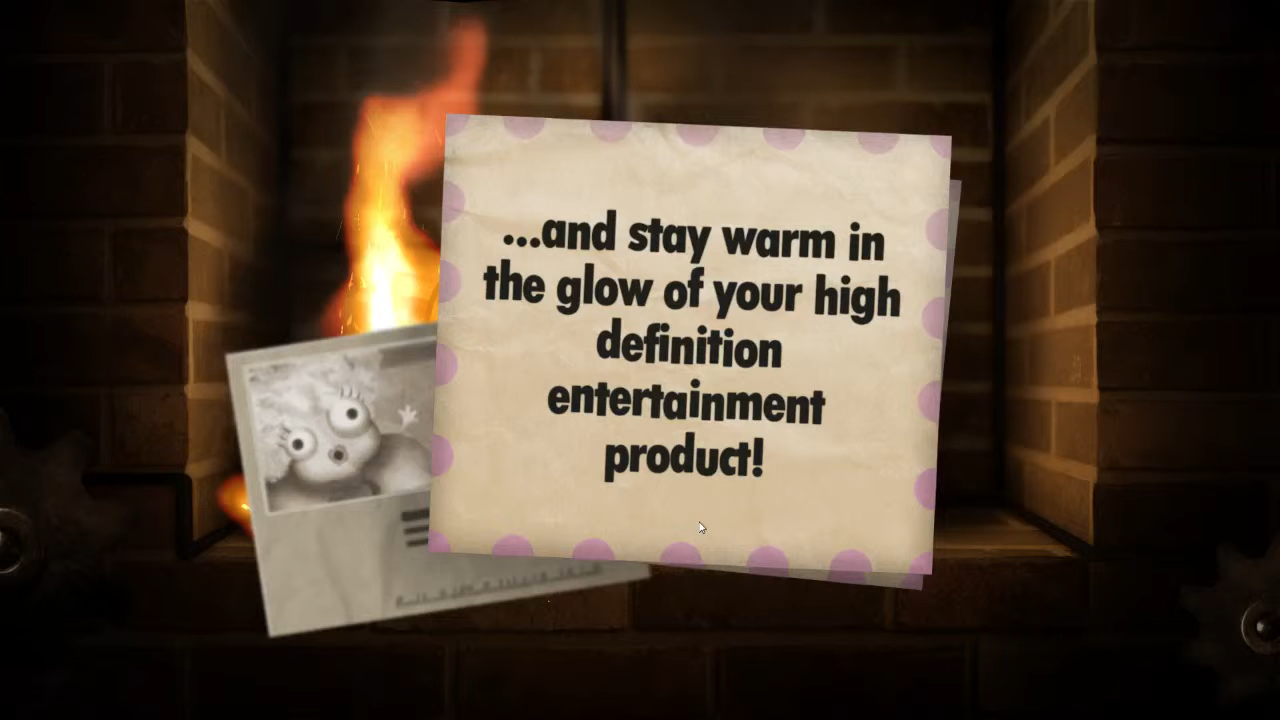 ...and stay warm in
the glow of your high
definition
entertainment
product!